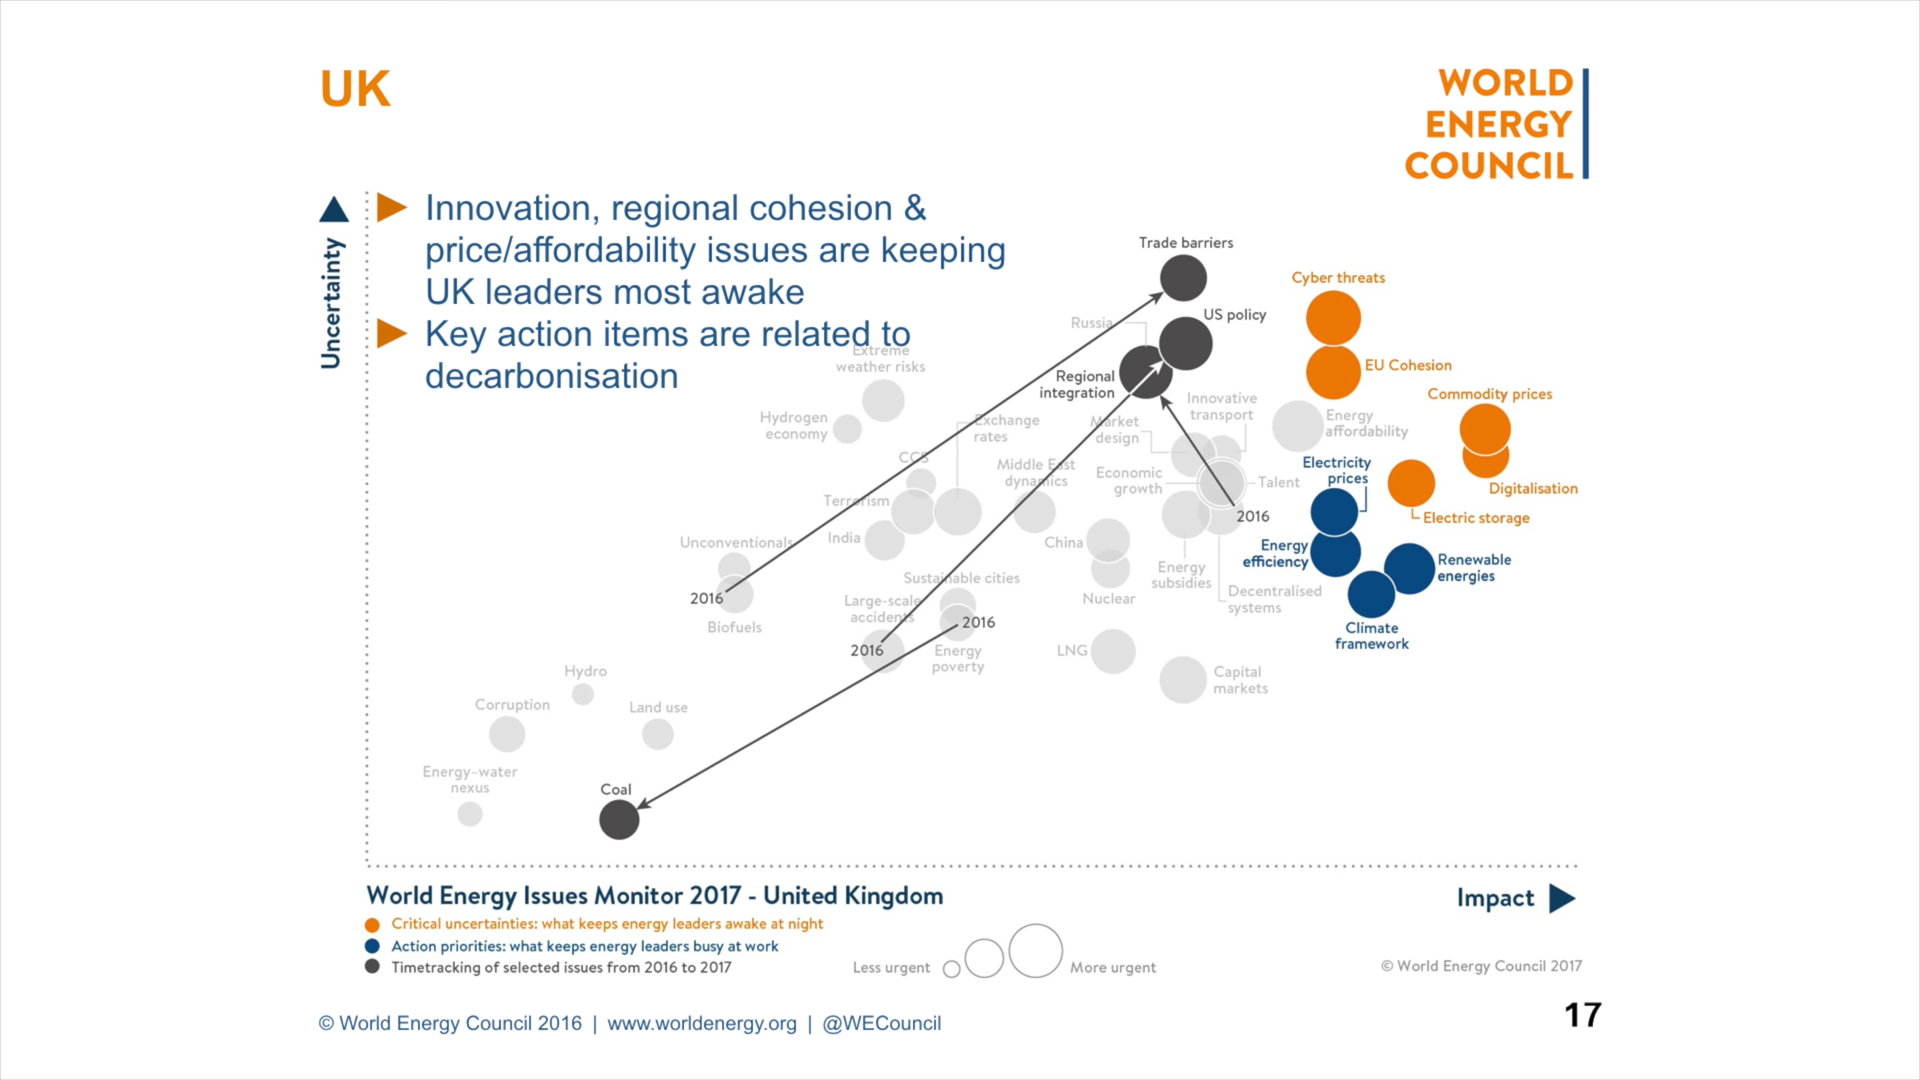 UK
WORLD
ENERGY
COUNCIL
Uncertainty
Innovation, regional cohesion &
price/affordability issues are keeping
UK leaders most awake
Key action items are related to
decarbonisation
Trade barriers
Cyber threats
US policy
Russia
Extreme
weather risks
EU Cohesion
Regional
integration
Commodity prices
Innovative
transport
Hydrogen
economy
Exchange
rates
Market
design
Energy
affordability
CCS
Middle East
dynamics
Economic
growth
Talent
Electricity
prices
Digitalisation
Terrorism
2016
Electric storage
India
Unconventionals
China
Energy
efficiency
Renewable
energies
Sustainable cities
Energy
subsidies
Decentralised
systems
2016
Large-scale
accidents
Nuclear
Biofuels
2016
Climate
framework
2016
Energy
poverty
LNG
Hydro
Capital
markets
Corruption
Land use
Energy-water
nexus
Coal
World Energy Issues Monitor 2017 - United Kingdom
Impact
Critical uncertainties: what keeps energy leaders awake at night
Action priorities: what keeps energy leaders busy at work
Timetracking of selected issues from 2016 to 2017
Less urgent
More urgent
© World Energy Council 2017
© World Energy Council 2016 | www.worldenergy.org | @WECouncil
17